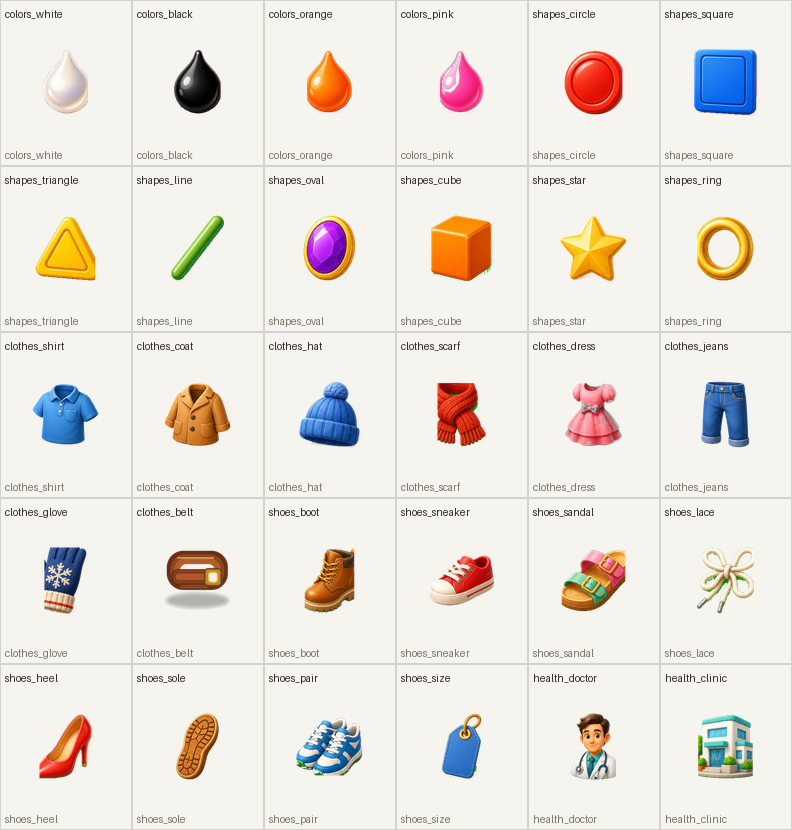 colors_white colors_black colors_orange colors_pink shapes_circle shapes_square
colors_white colors_black colors_orange colors_pink shapes_circle shapes_square
shapes_triangle shapes_line shapes_oval shapes_cube shapes_star shapes_ring
shapes_triangle shapes_line shapes_oval shapes_cube shapes_star shapes_ring
clothes_shirt clothes_coat clothes_hat clothes_scarf clothes_dress clothes_jeans
clothes_shirt clothes_coat clothes_hat clothes_scarf clothes_dress clothes_jeans
clothes_glove clothes_belt shoes_boot shoes_sneaker shoes_sandal shoes_lace
clothes_glove clothes_belt shoes_boot shoes_sneaker shoes_sandal shoes_lace
shoes_heel shoes_sole shoes_pair shoes_size health_doctor health_clinic
shoes_heel shoes_sole shoes_pair shoes_size health_doctor health_clinic